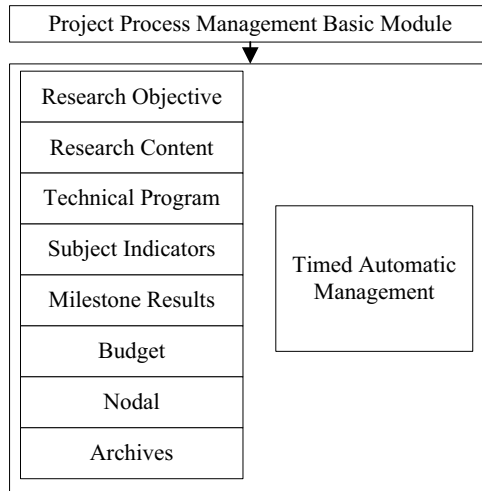 Project Process Management Basic Module
Research Objective
Research Content
Technical Program
Subject Indicators
Milestone Results
Budget
Nodal
Archives
Timed Automatic
Management